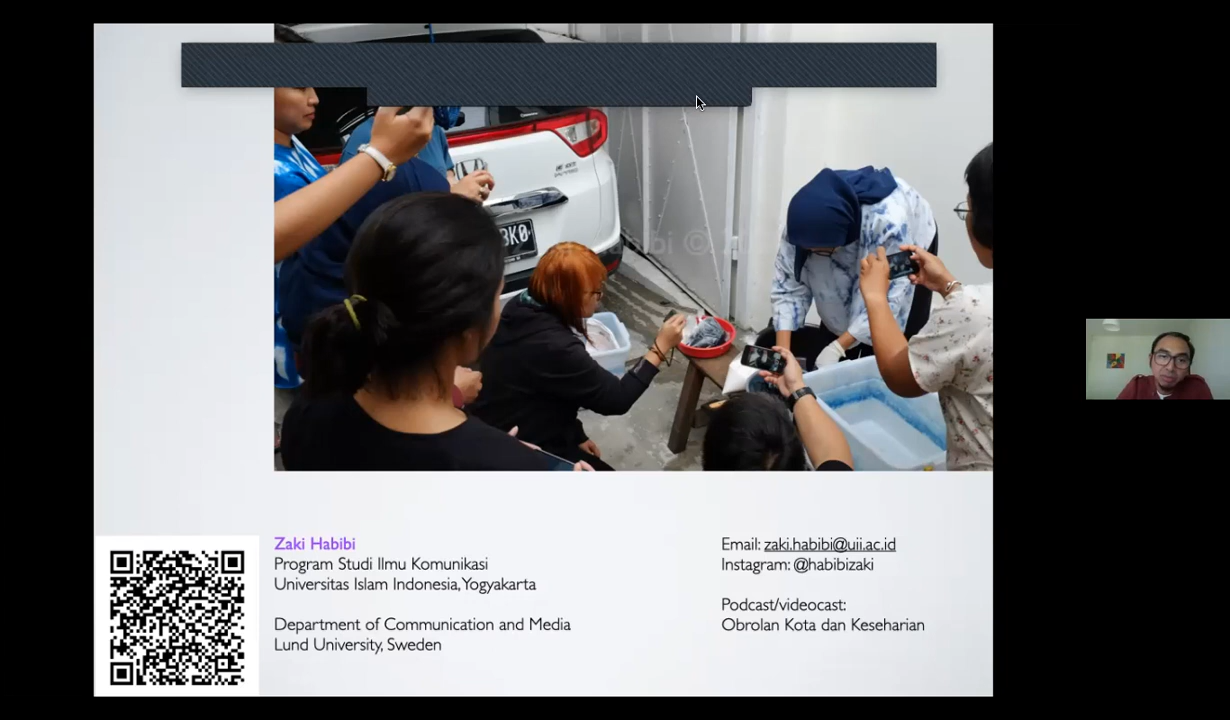 BK0
Zaki Habibi
Program Studi Ilmu Komunikasi
Universitas Islam Indonesia, Yogyakarta
Department of Communication and Media
Lund University, Sweden
Email: zaki.habibi@uii.ac.id
Instagram: @habibizaki
Podcast/videocast:
Obrolan Kota dan Keseharian